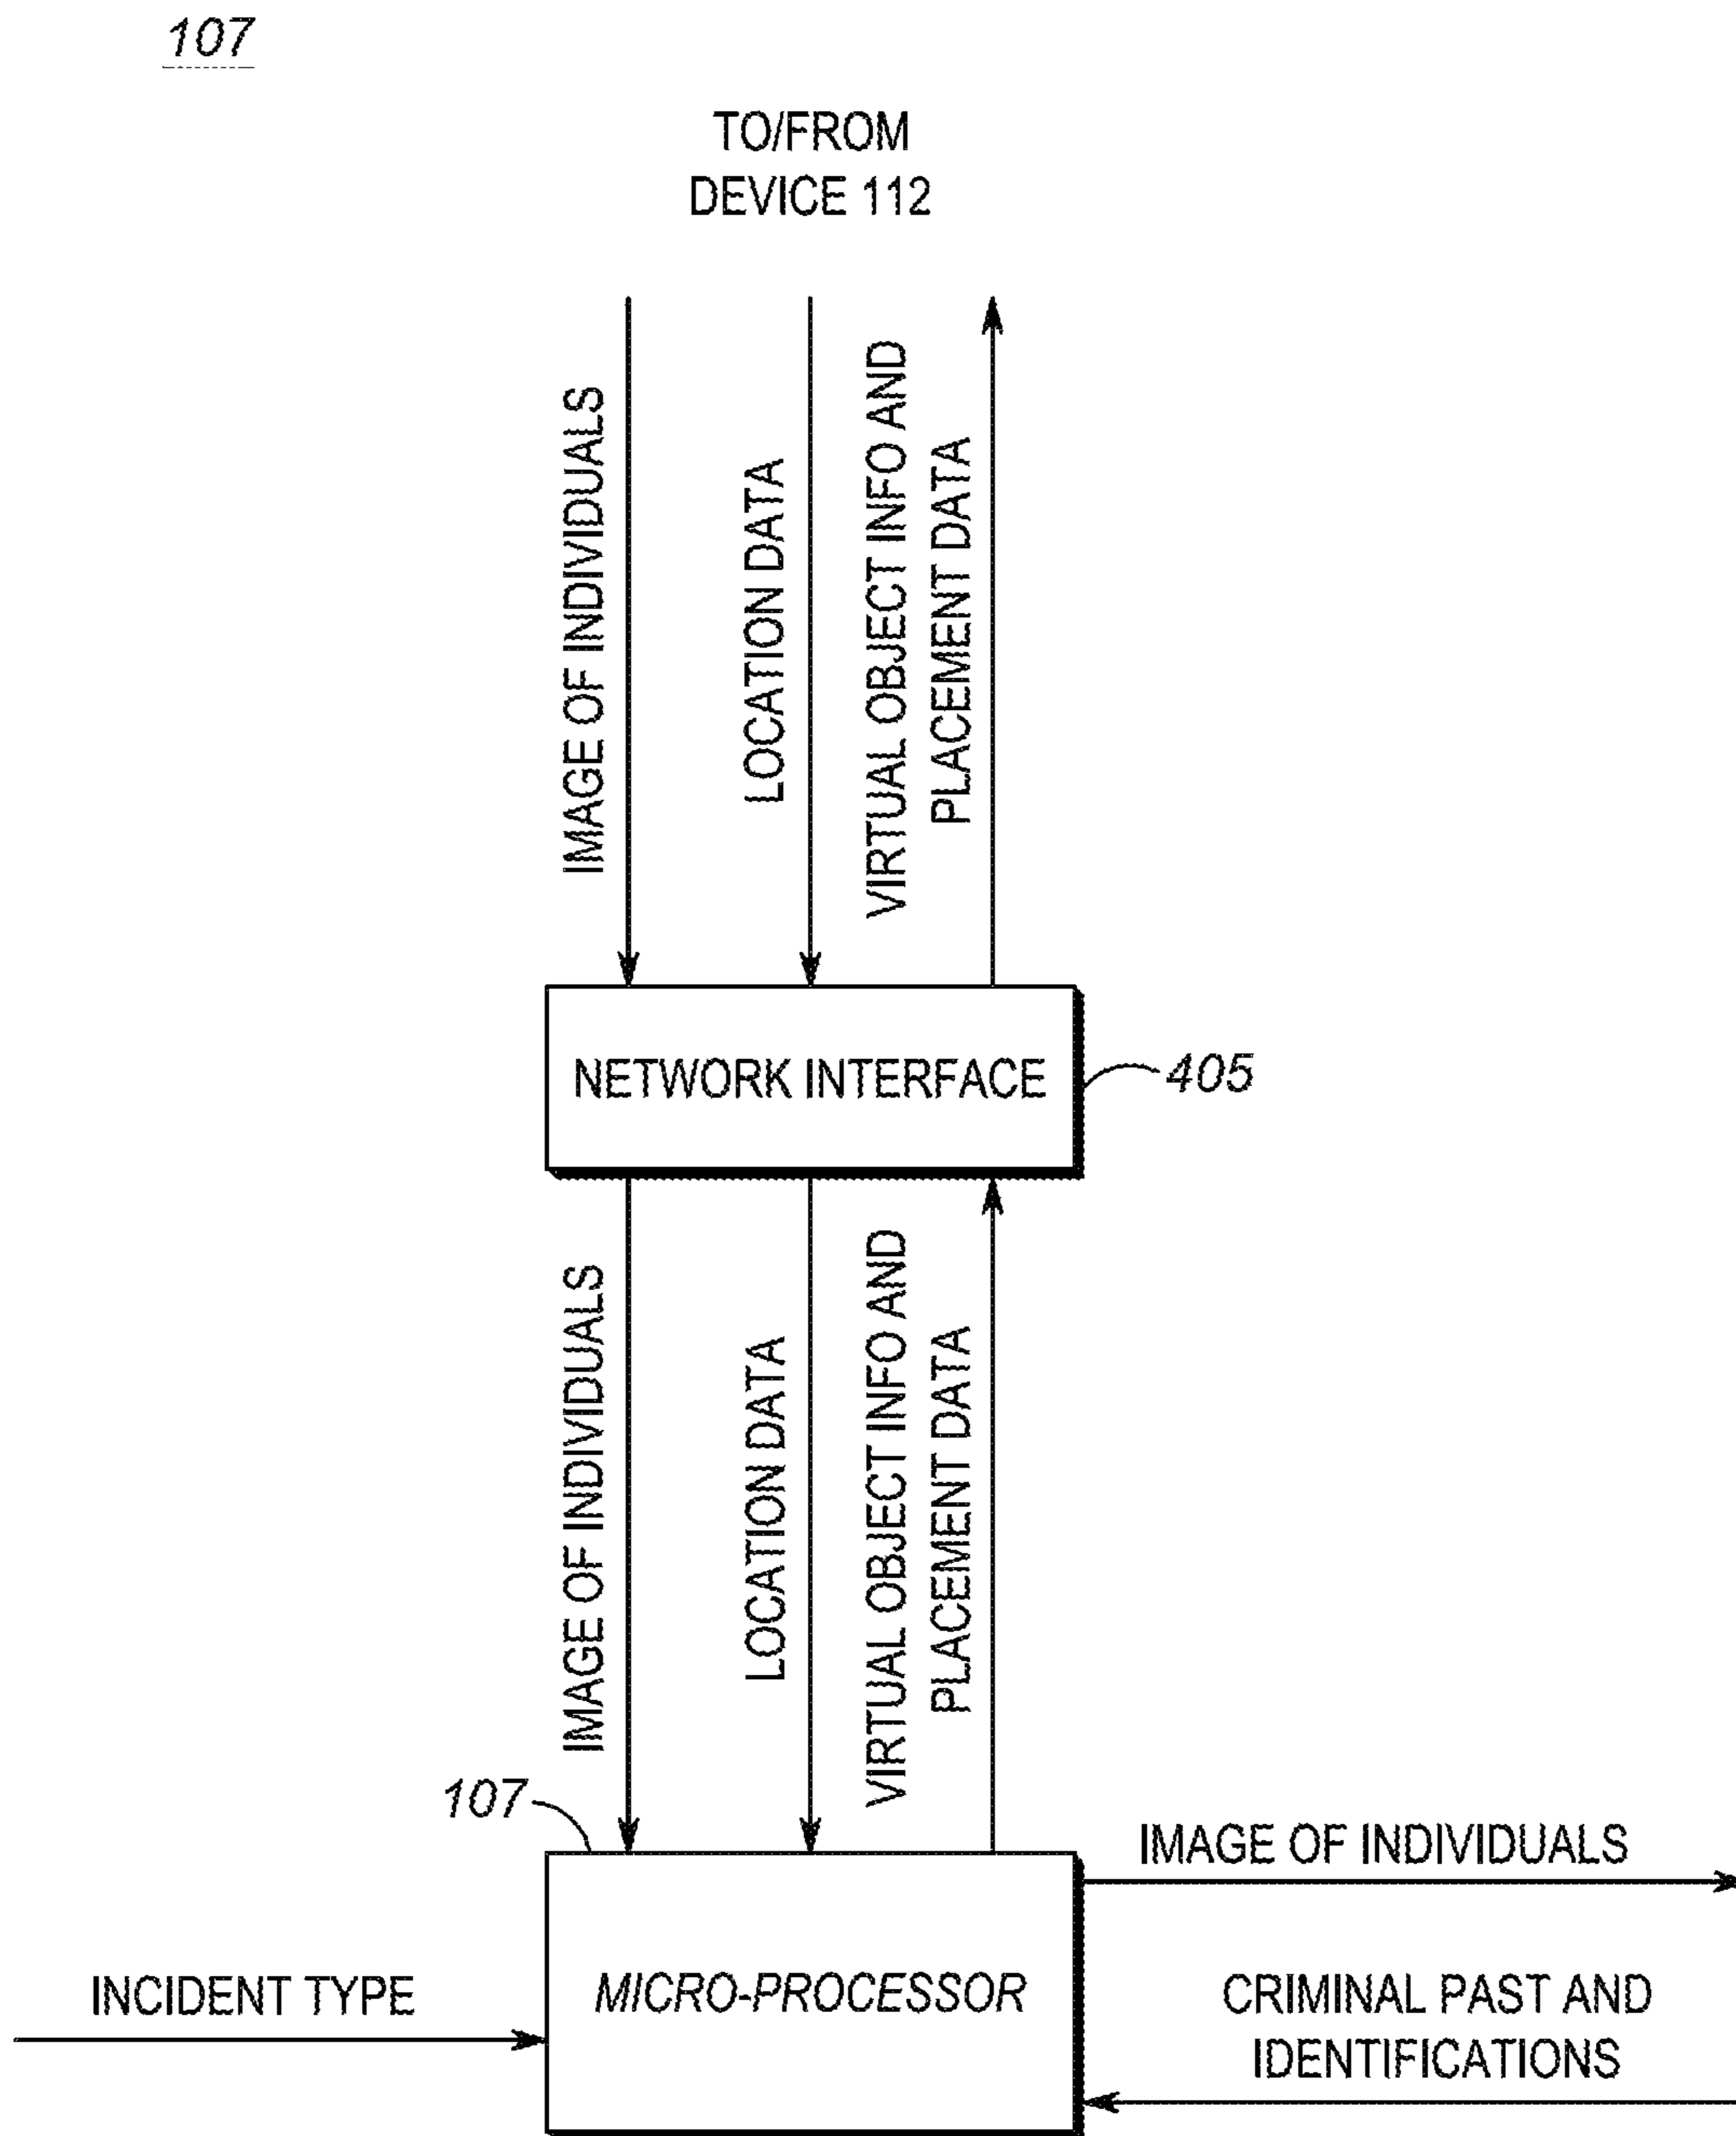 107
TO/FROM
DEVICE 112
IMAGE OF INDIVIDUALS
LOCATION DATA
VIRTUAL OBJECT INFO AND
PLACEMENT DATA
NETWORK INTERFACE
405
IMAGE OF INDIVIDUALS
LOCATION DATA
VIRTUAL OBJECT INFO AND
PLACEMENT DATA
107
INCIDENT TYPE
MICRO-PROCESSOR
IMAGE OF INDIVIDUALS
CRIMINAL PAST AND
IDENTIFICATIONS